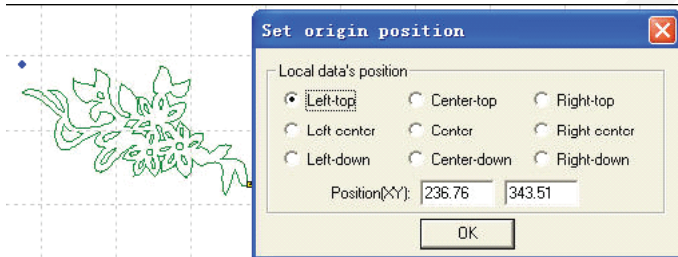 Set origin position
Local data's position
Left-top Center-top Right-top
Left center Center Right center
Left-down Center-down Right-down
Position(XY): 236.76 343.51
OK